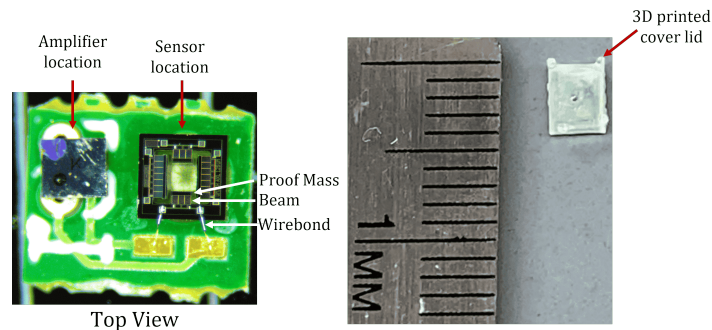 Amplifier
location
Sensor
location
Proof Mass
Beam
Wirebond
Top View
3D printed
cover lid
1
MM